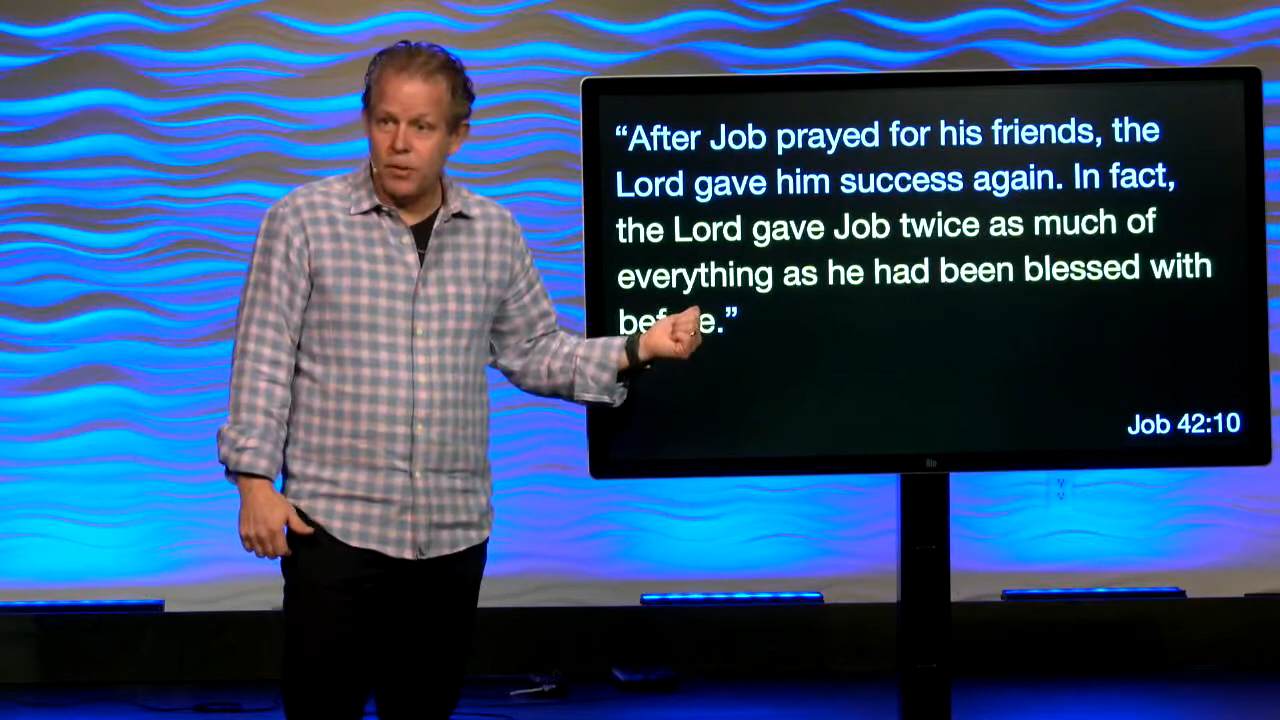 “After Job prayed for his friends, the
Lord gave him success again. In fact,
the Lord gave Job twice as much of
everything as he had been blessed with
.”
Job 42:10
elo